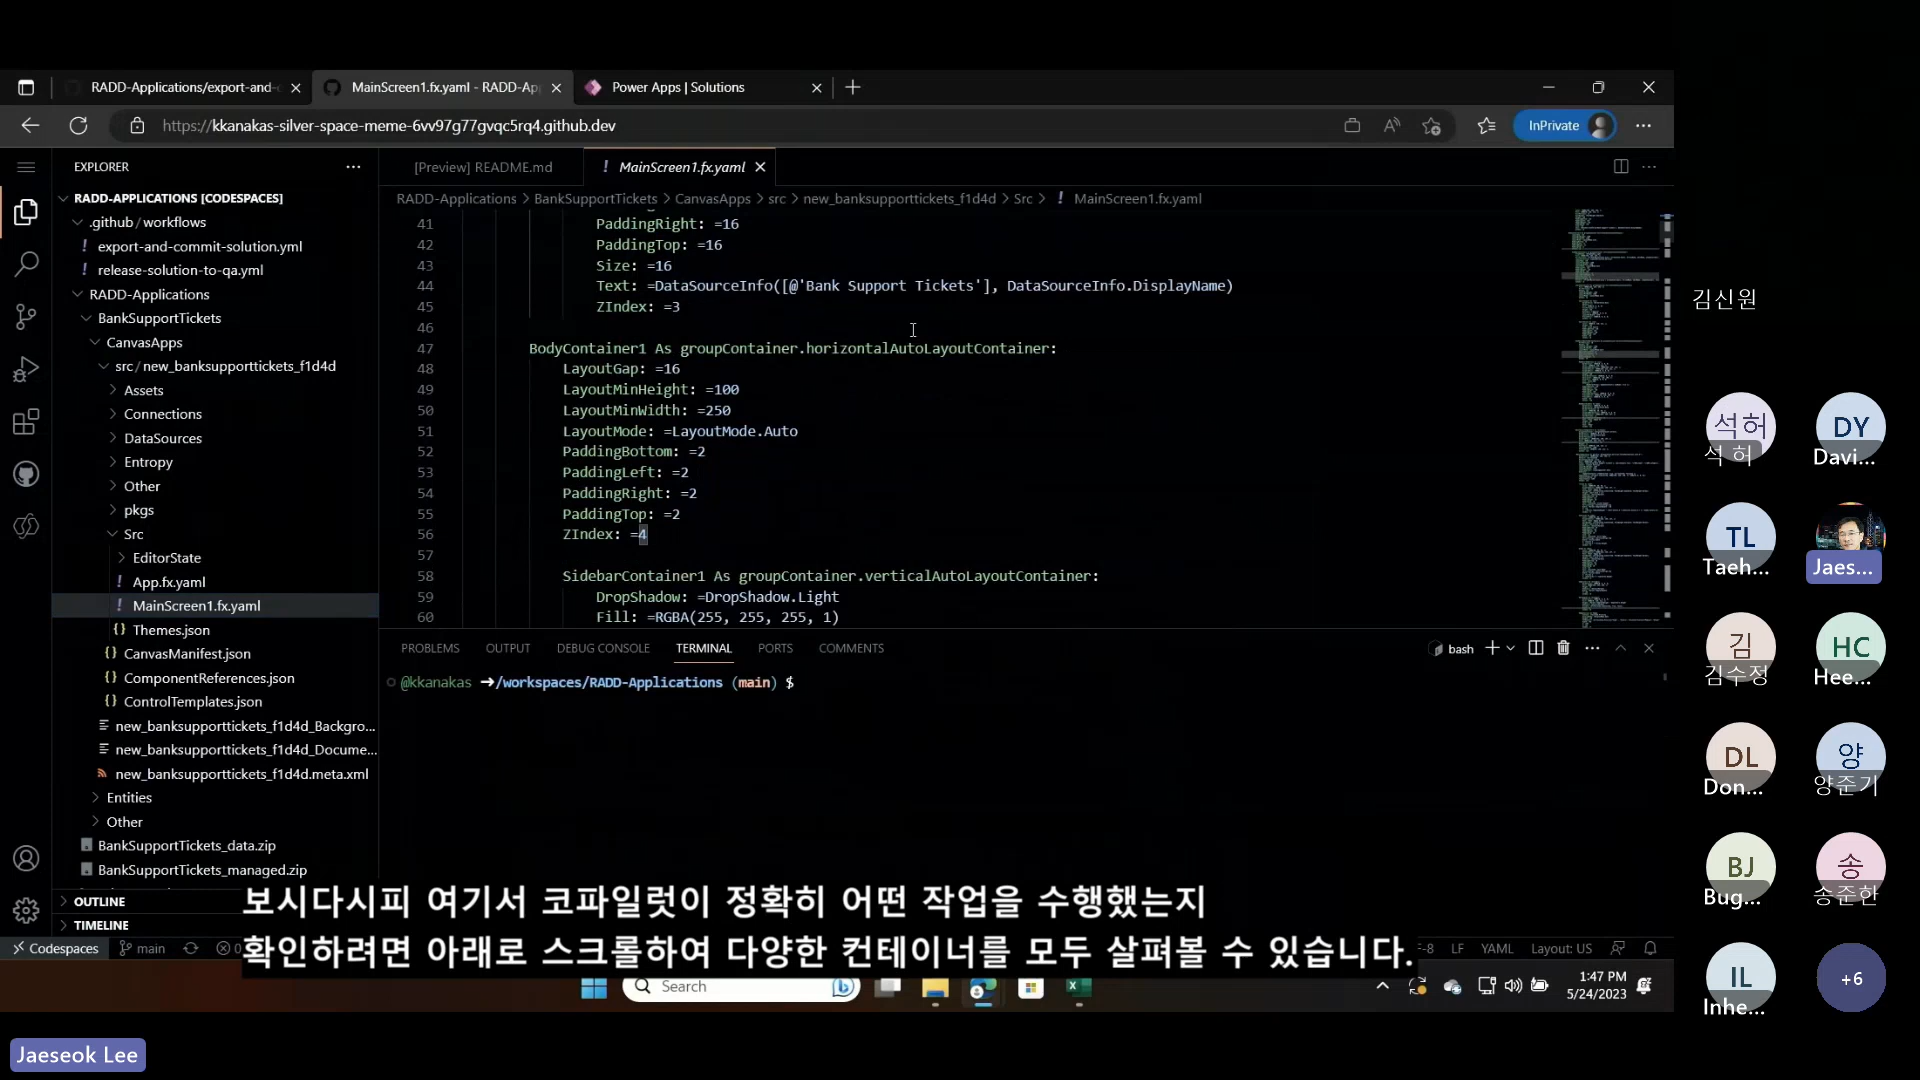 RADD-Applications/export-and-
MainScreen1.fx.yaml - RADD-Ap
Power Apps | Solutions
https://kkanakas-silver-space-meme-6vv97g77gvqc5rq4.github.dev
InPrivate
EXPLORER
[Preview] README.md
! MainScreen1.fx.yaml
RADD-APPLICATIONS [CODESPACES]
.github / workflows
! export-and-commit-solution.yml
! release-solution-to-qa.yml
RADD-Applications
BankSupportTickets
CanvasApps
src / new_banksupporttickets_f1d4d
Assets
Connections
DataSources
Entropy
Other
pkgs
Src
EditorState
! App.fx.yaml
! MainScreen1.fx.yaml
{} Themes.json
{} CanvasManifest.json
{} ComponentReferences.json
{} ControlTemplates.json
new_banksupporttickets_f1d4d_Backgro...
new_banksupporttickets_f1d4d_Docume...
new_banksupporttickets_f1d4d.meta.xml
Entities
Other
BankSupportTickets_data.zip
BankSupportTickets_managed.zip
OUTLINE
TIMELINE
RADD-Applications > BankSupportTickets > CanvasApps > src > new_banksupporttickets_f1d4d > Src > ! MainScreen1.fx.yaml
41 PaddingRight: =16
42 PaddingTop: =16
43 Size: =16
44 Text: =DataSourceInfo([@'Bank Support Tickets'], DataSourceInfo.DisplayName)
45 ZIndex: =3
46
47 BodyContainer1 As groupContainer.horizontalAutoLayoutContainer:
48 LayoutGap: =16
49 LayoutMinHeight: =100
50 LayoutMinWidth: =250
51 LayoutMode: =LayoutMode.Auto
52 PaddingBottom: =2
53 PaddingLeft: =2
54 PaddingRight: =2
55 PaddingTop: =2
56 ZIndex: =4
57
58 SidebarContainer1 As groupContainer.verticalAutoLayoutContainer:
59 DropShadow: =DropShadow.Light
60 Fill: =RGBA(255, 255, 255, 1)
PROBLEMS OUTPUT DEBUG CONSOLE TERMINAL PORTS COMMENTS
bash
@kkanakas ➜/workspaces/RADD-Applications (main) $
보시다시피 여기서 코파일럿이 정확히 어떤 작업을 수행했는지
확인하려면 아래로 스크롤하여 다양한 컨테이너를 모두 살펴볼 수 있습니다.
Codespaces main 0
-8 LF YAML Layout: US
Search
1:47 PM
5/24/2023
김신원
석허
석 허
DY
Davi...
TL
Taeh...
Jaes...
김
김수정
HC
Hee...
DL
Don...
양
양준기
BJ
Bug...
송
송준한
IL
Inhe...
+6
Jaeseok Lee